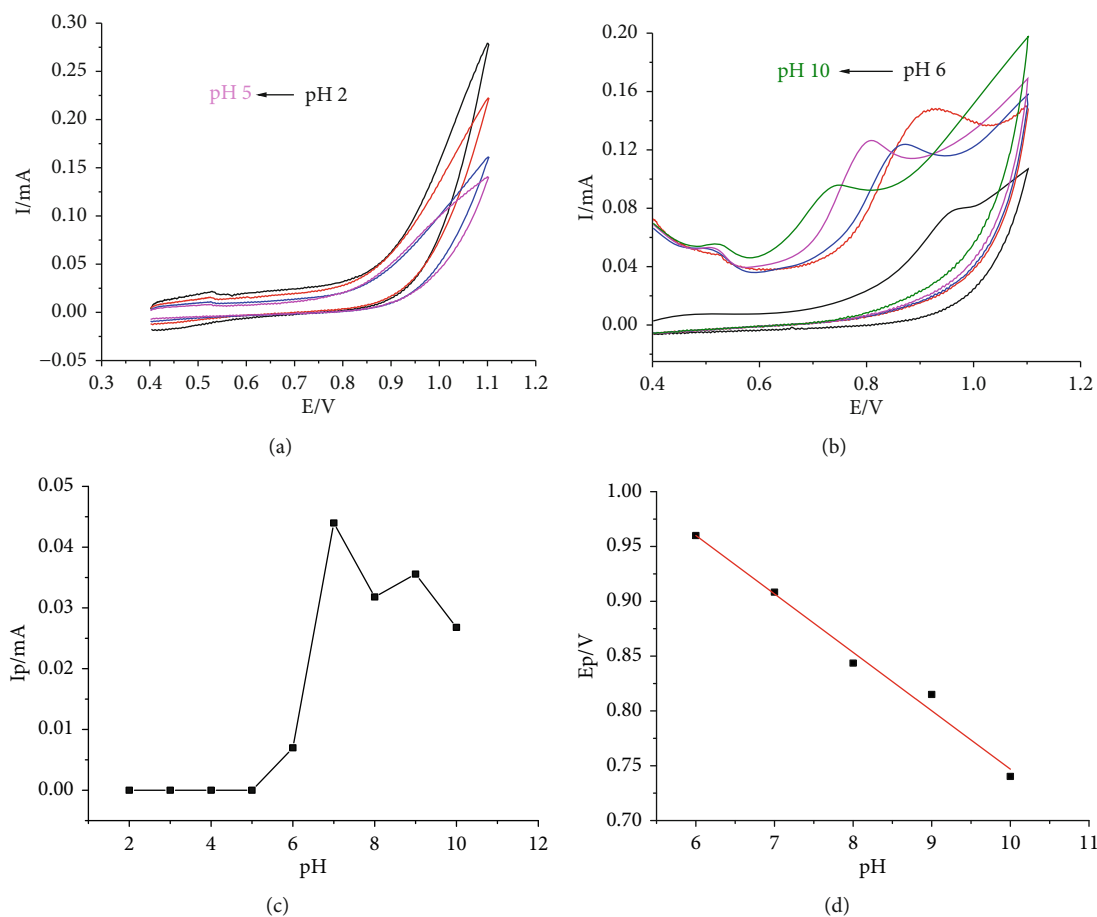 0.30
0.25
0.20
0.15
0.10
0.05
0.00
−0.05
I/mA
pH 5 pH 2
0.3 0.4 0.5 0.6 0.7 0.8 0.9 1.0 1.1 1.2
E/V
(a)
0.20
0.16
0.12
0.08
0.04
0.00
I/mA
pH 10 pH 6
0.4 0.6 0.8 1.0 1.2
E/V
(b)
0.05
0.04
0.03
0.02
0.01
0.00
Ip/mA
2 4 6 8 10 12
pH
(c)
1.00
0.95
0.90
0.85
0.80
0.75
0.70
Ep/V
6 7 8 9 10 11
pH
(d)